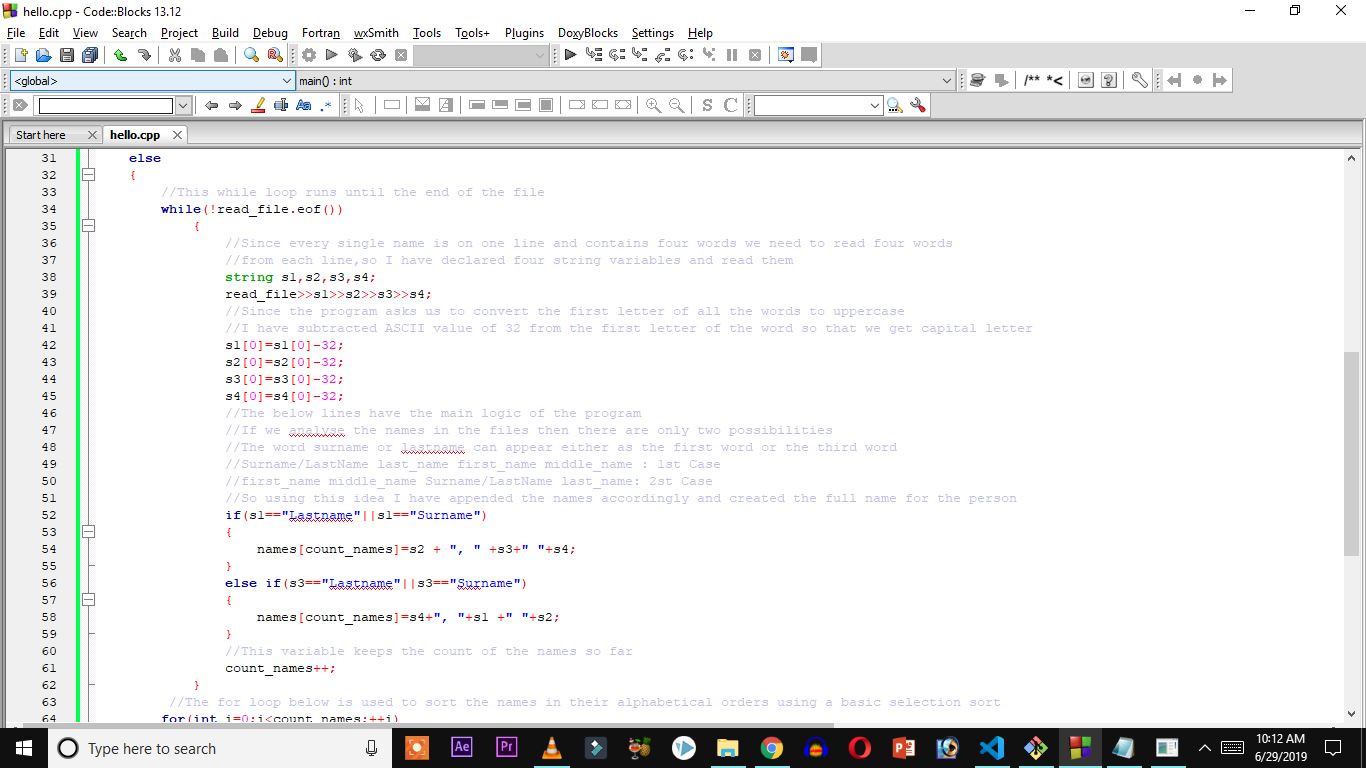 hello.cpp - Code::Blocks 13.12
File Edit View Search Project Build Debug Fortran wxSmith Tools Tools+ Plugins DoxyBlocks Settings Help
<global> main() : int
/** *<
Aa .*
S C
Start here hello.cpp
31 else
32 {
33 //This while loop runs until the end of the file
34 while(!read_file.eof())
35 {
36 //Since every single name is on one line and contains four words we need to read four words
37 //from each line,so I have declared four string variables and read them
38 string s1,s2,s3,s4;
39 read_file>>s1>>s2>>s3>>s4;
40 //Since the program asks us to convert the first letter of all the words to uppercase
41 //I have subtracted ASCII value of 32 from the first letter of the word so that we get capital letter
42 s1[0]=s1[0]-32;
43 s2[0]=s2[0]-32;
44 s3[0]=s3[0]-32;
45 s4[0]=s4[0]-32;
46 //The below lines have the main logic of the program
47 //If we analyse the names in the files then there are only two possibilities
48 //The word surname or lastname can appear either as the first word or the third word
49 //Surname/LastName last_name first_name middle_name : 1st Case
50 //first_name middle_name Surname/LastName last_name: 2st Case
51 //So using this idea I have appended the names accordingly and created the full name for the person
52 if(s1=="Lastname"||s1=="Surname")
53 {
54 names[count_names]=s2 + ", " +s3+" "+s4;
55 }
56 else if(s3=="Lastname"||s3=="Surname")
57 {
58 names[count_names]=s4+", "+s1 +" "+s2;
59 }
60 //This variable keeps the count of the names so far
61 count_names++;
62 }
63 //The for loop below is used to sort the names in their alphabetical orders using a basic selection sort
64 for(int i=0;i<count_names;++i)
Type here to search
Ae Pr
10:12 AM
6/29/2019